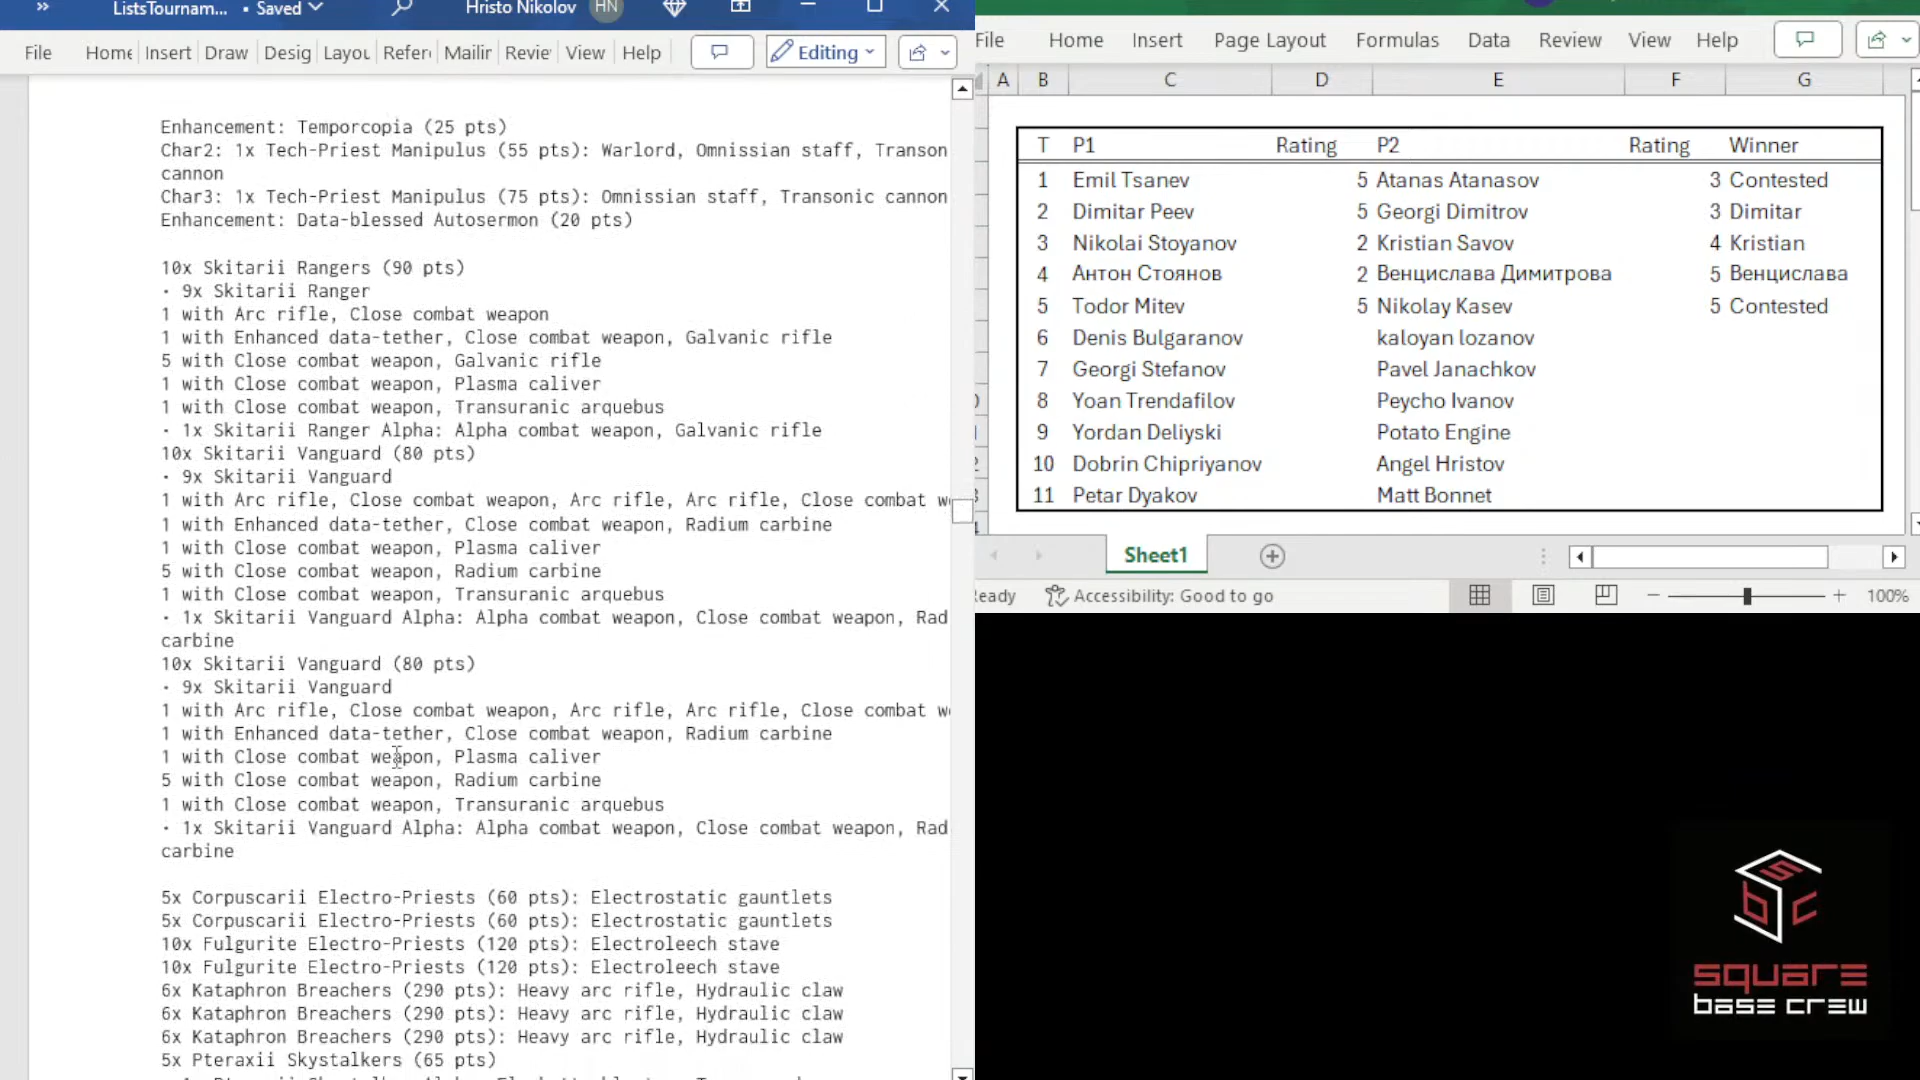 ListsTournam... • Saved
Hristo Nikolov HN
File Home Insert Draw Desig Layou Refer Mailin Revie View Help Editing
Enhancement: Temporcopia (25 pts)
Char2: 1x Tech-Priest Manipulus (55 pts): Warlord, Omnissian staff, Transon
cannon
Char3: 1x Tech-Priest Manipulus (75 pts): Omnissian staff, Transonic cannon
Enhancement: Data-blessed Autosermon (20 pts)
10x Skitarii Rangers (90 pts)
• 9x Skitarii Ranger
1 with Arc rifle, Close combat weapon
1 with Enhanced data-tether, Close combat weapon, Galvanic rifle
5 with Close combat weapon, Galvanic rifle
1 with Close combat weapon, Plasma caliver
1 with Close combat weapon, Transuranic arquebus
• 1x Skitarii Ranger Alpha: Alpha combat weapon, Galvanic rifle
10x Skitarii Vanguard (80 pts)
• 9x Skitarii Vanguard
1 with Arc rifle, Close combat weapon, Arc rifle, Arc rifle, Close combat w
1 with Enhanced data-tether, Close combat weapon, Radium carbine
1 with Close combat weapon, Plasma caliver
5 with Close combat weapon, Radium carbine
1 with Close combat weapon, Transuranic arquebus
• 1x Skitarii Vanguard Alpha: Alpha combat weapon, Close combat weapon, Rad
carbine
10x Skitarii Vanguard (80 pts)
• 9x Skitarii Vanguard
1 with Arc rifle, Close combat weapon, Arc rifle, Arc rifle, Close combat w
1 with Enhanced data-tether, Close combat weapon, Radium carbine
1 with Close combat weapon, Plasma caliver
5 with Close combat weapon, Radium carbine
1 with Close combat weapon, Transuranic arquebus
• 1x Skitarii Vanguard Alpha: Alpha combat weapon, Close combat weapon, Rad
carbine
5x Corpuscarii Electro-Priests (60 pts): Electrostatic gauntlets
5x Corpuscarii Electro-Priests (60 pts): Electrostatic gauntlets
10x Fulgurite Electro-Priests (120 pts): Electroleech stave
10x Fulgurite Electro-Priests (120 pts): Electroleech stave
6x Kataphron Breachers (290 pts): Heavy arc rifle, Hydraulic claw
6x Kataphron Breachers (290 pts): Heavy arc rifle, Hydraulic claw
6x Kataphron Breachers (290 pts): Heavy arc rifle, Hydraulic claw
5x Pteraxii Skystalkers (65 pts)
File Home Insert Page Layout Formulas Data Review View Help
A B C D E F G
T P1 Rating P2 Rating Winner
1 Emil Tsanev 5 Atanas Atanasov 3 Contested
2 Dimitar Peev 5 Georgi Dimitrov 3 Dimitar
3 Nikolai Stoyanov 2 Kristian Savov 4 Kristian
4 Антон Стоянов 2 Венцислава Димитрова 5 Венцислава
5 Todor Mitev 5 Nikolay Kasev 5 Contested
6 Denis Bulgaranov kaloyan lozanov
7 Georgi Stefanov Pavel Janachkov
8 Yoan Trendafilov Peycho Ivanov
9 Yordan Deliyski Potato Engine
10 Dobrin Chipriyanov Angel Hristov
11 Petar Dyakov Matt Bonnet
Sheet1
eady Accessibility: Good to go 100%
sbc
square
base crew